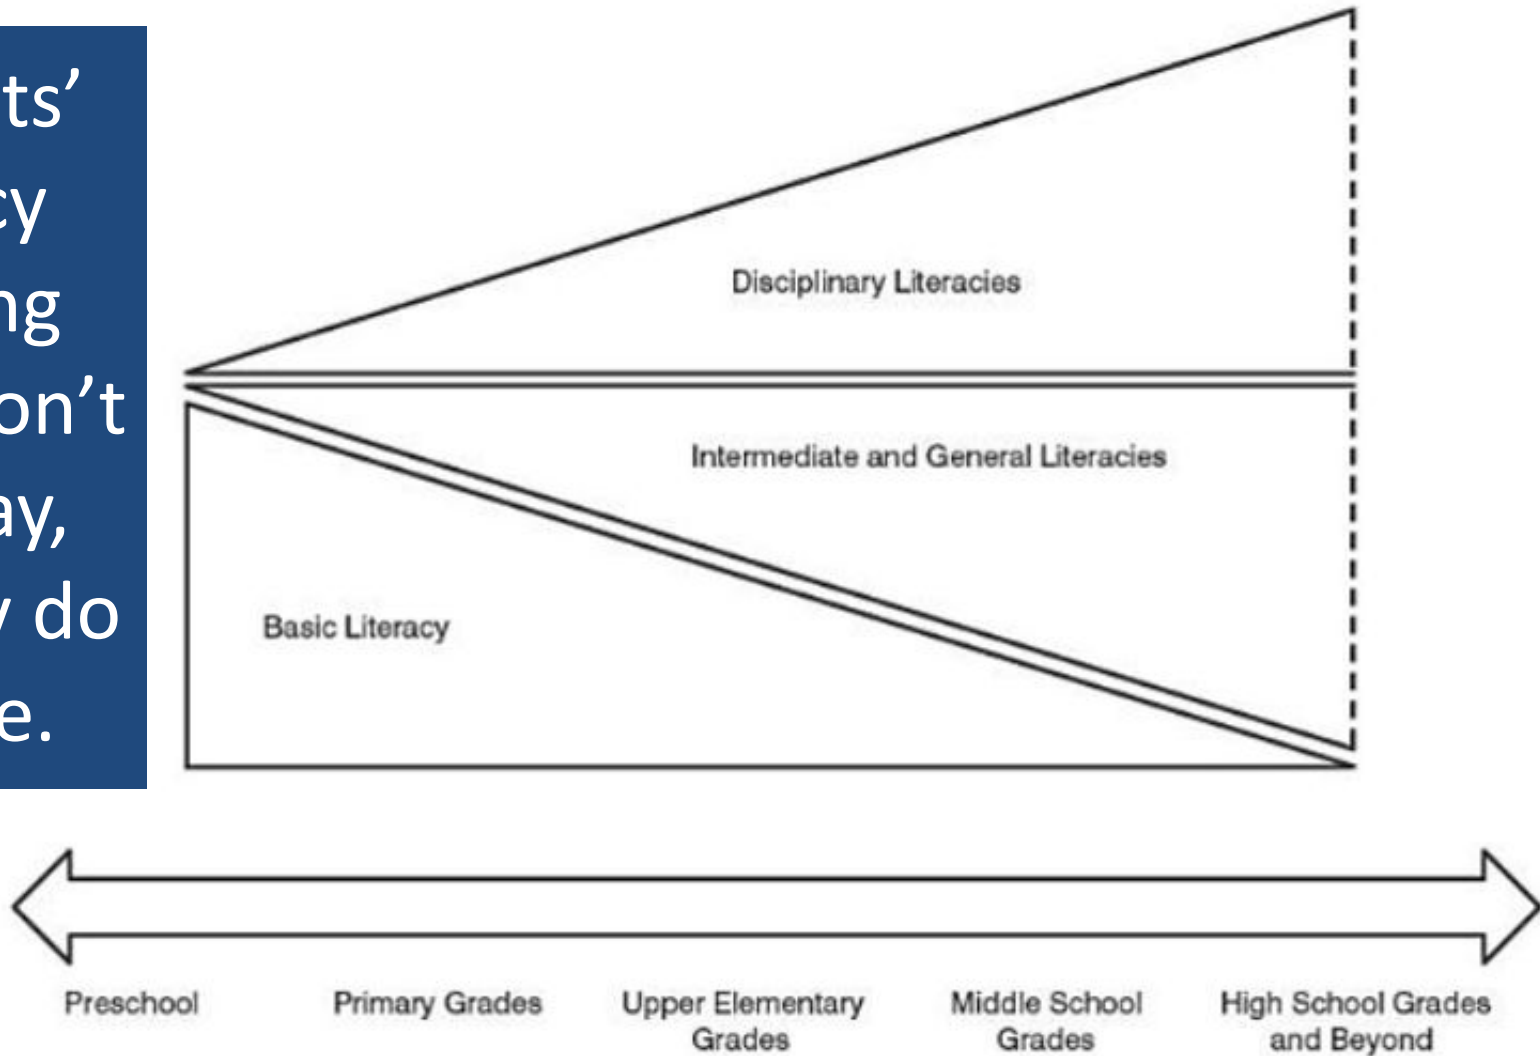 ts’
cy
ng
on’t
ay,
y do
e.
Disciplinary Literacies
Intermediate and General Literacies
Basic Literacy
Preschool
Primary Grades
Upper Elementary
Grades
Middle School
Grades
High School Grades
and Beyond